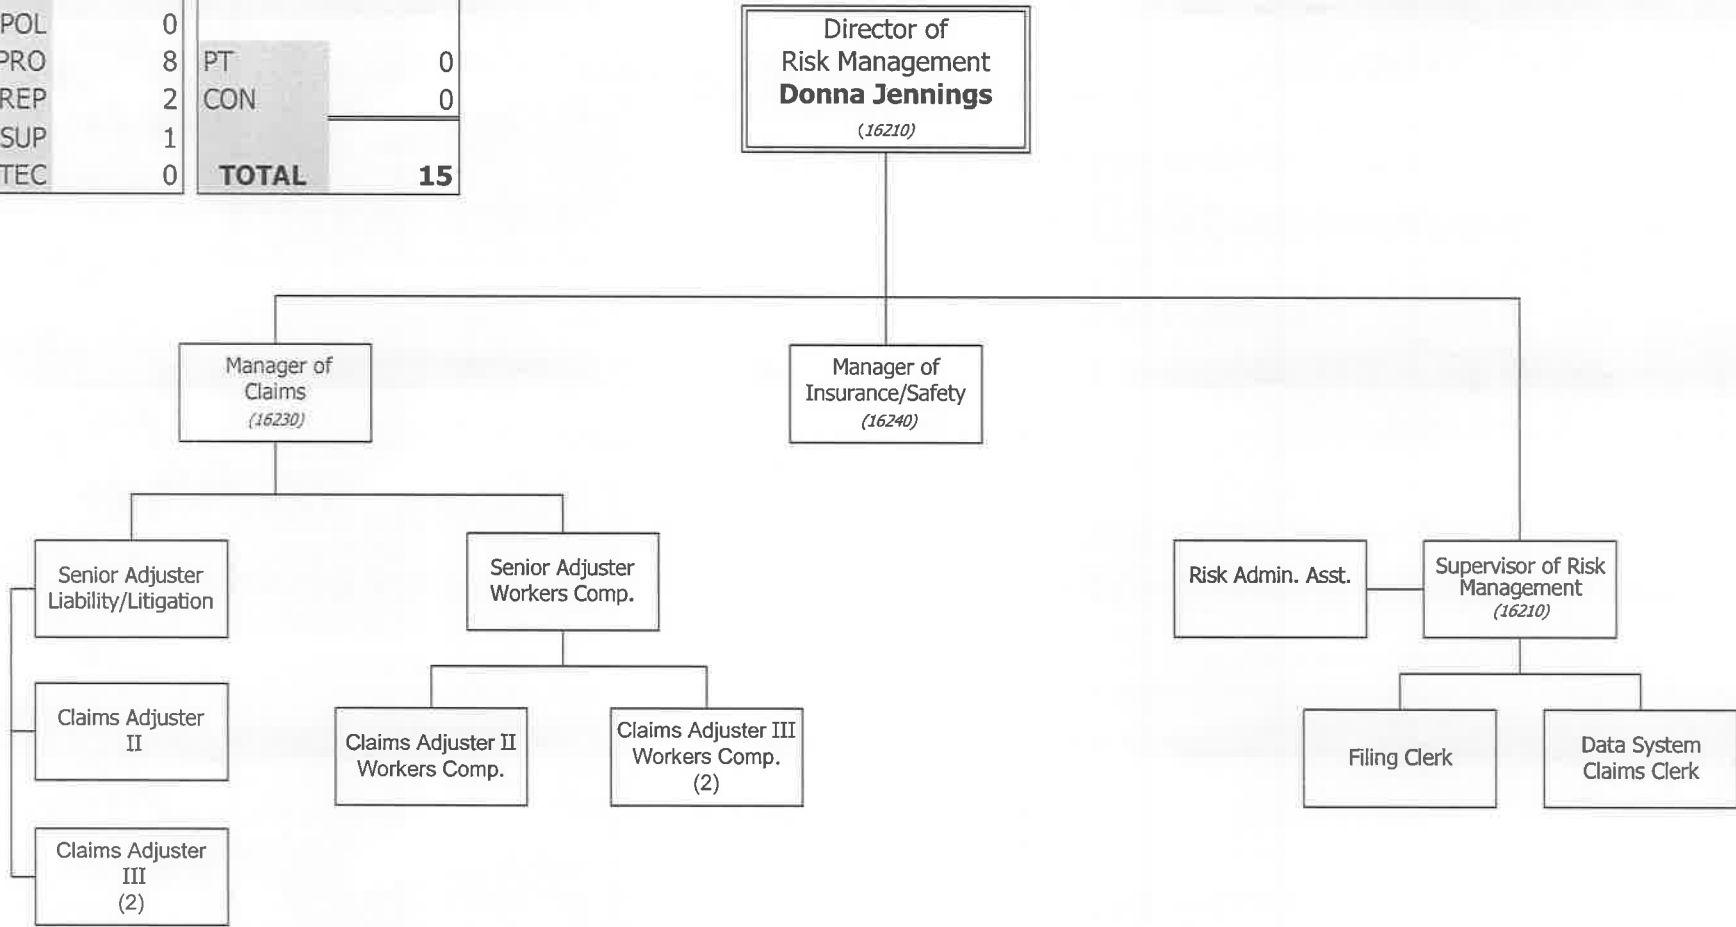 POL 0
PRO 8
REP 2
SUP 1
TEC 0
PT 0
CON 0
TOTAL 15
Director of
Risk Management
Donna Jennings
(16210)
Manager of
Claims
(16230)
Manager of
Insurance/Safety
(16240)
Senior Adjuster
Liability/Litigation
Senior Adjuster
Workers Comp.
Risk Admin. Asst.
Supervisor of Risk
Management
(16210)
Claims Adjuster
II
Claims Adjuster II
Workers Comp.
Claims Adjuster III
Workers Comp.
(2)
Filing Clerk
Data System
Claims Clerk
Claims Adjuster
III
(2)